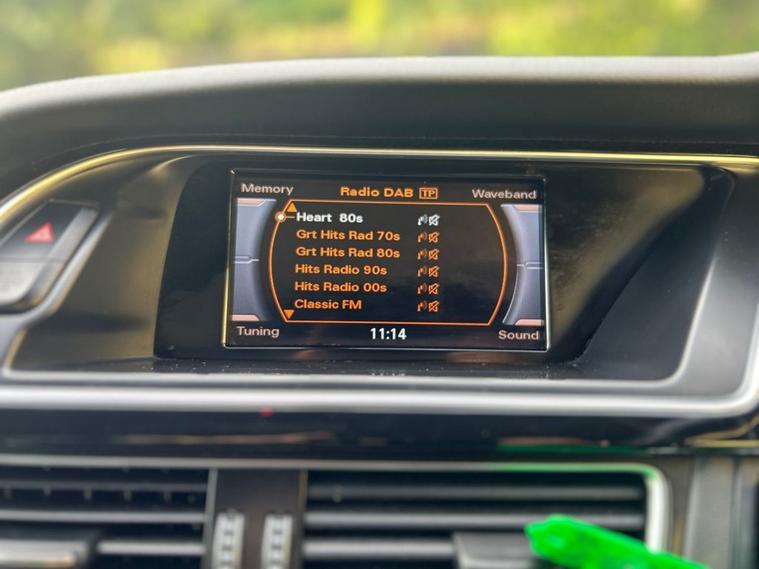 Memory Radio DAB TP Waveband
Heart 80s
Grt Hits Rad 70s
Grt Hits Rad 80s
Hits Radio 90s
Hits Radio 00s
Classic FM
Tuning 11:14 Sound